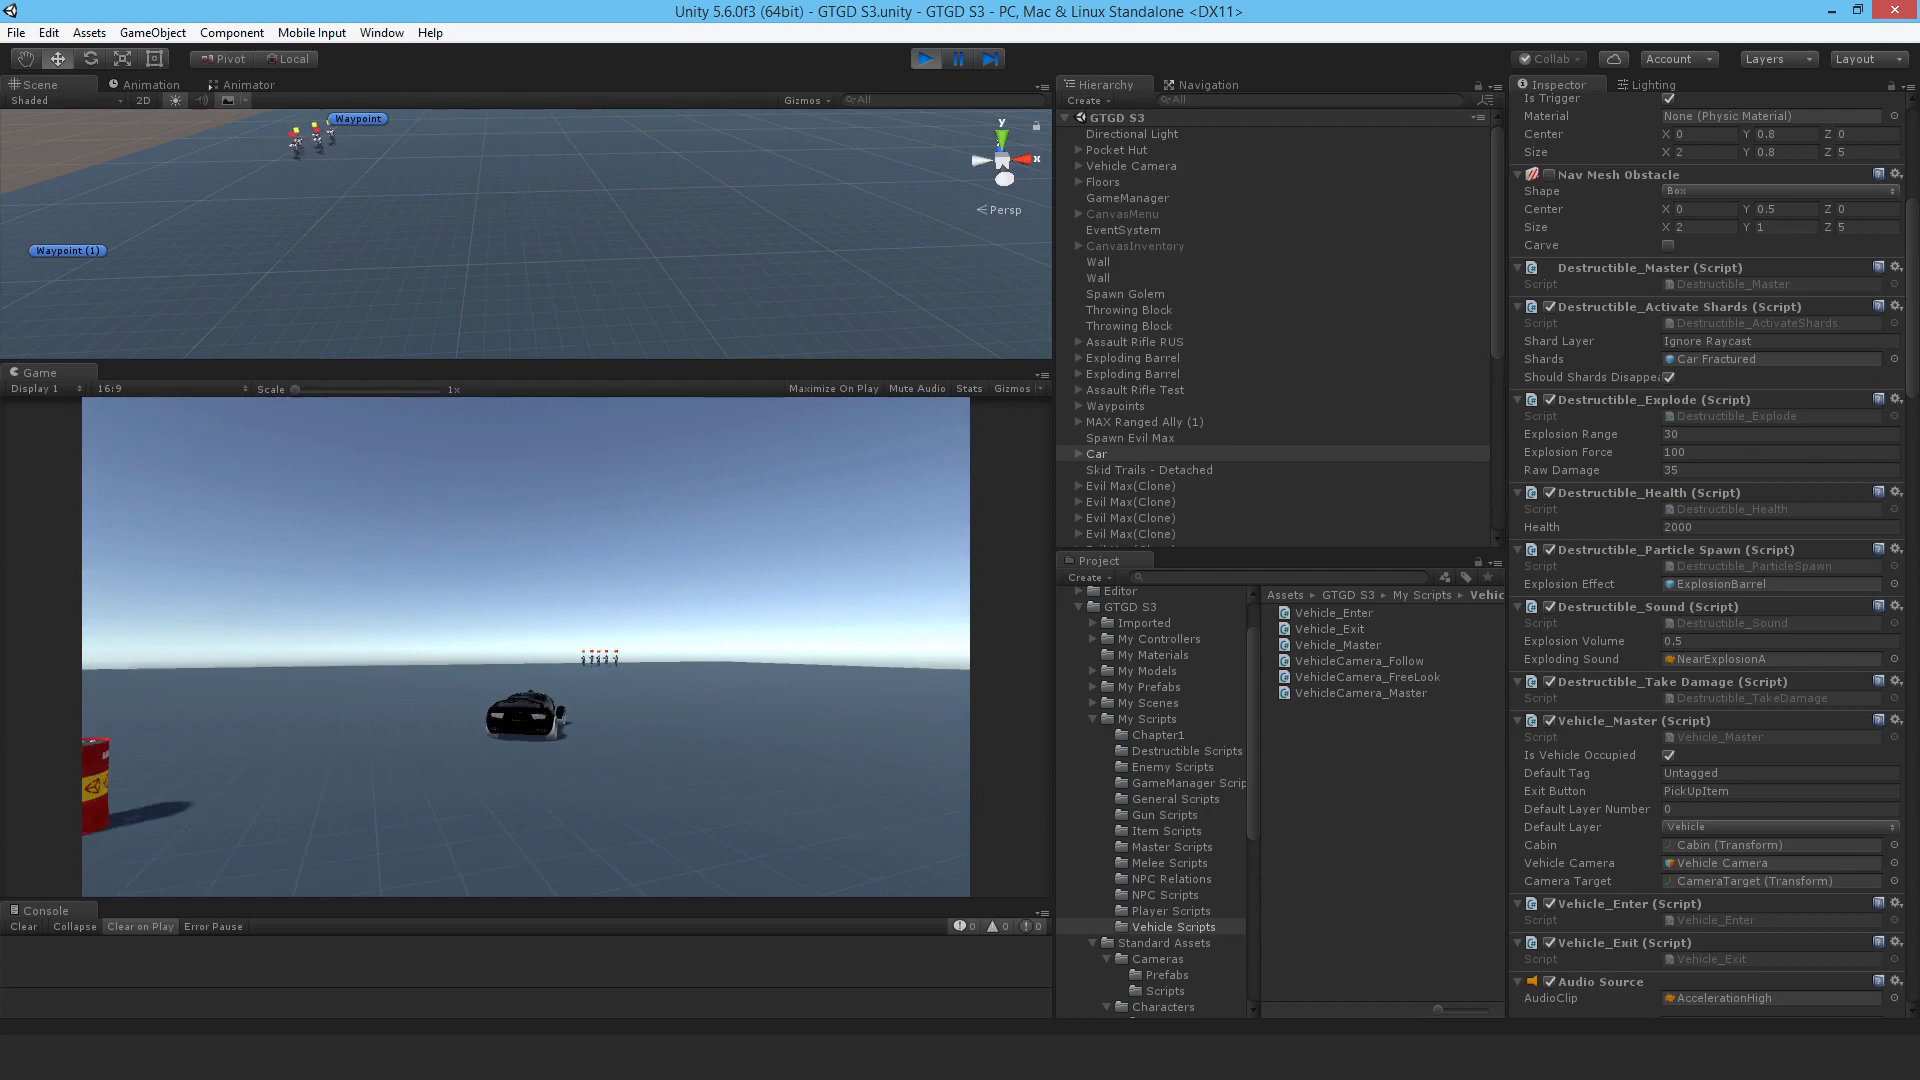 Unity 5.6.0f3 (64bit) - GTGD S3.unity - GTGD S3 - PC, Mac & Linux Standalone <DX11>
File Edit Assets GameObject Component Mobile Input Window Help
Pivot Local Collab Account Layers Layout
Scene Animation Animator
Shaded 2D Gizmos All
Waypoint
Waypoint (1)
y
x
Persp
Game
Display 1 16:9 Scale 1x Maximize On Play Mute Audio Stats Gizmos
Console
Clear Collapse Clear on Play Error Pause 0 0 0
Hierarchy Navigation
Create All
GTGD S3
Directional Light
Pocket Hut
Vehicle Camera
Floors
GameManager
CanvasMenu
EventSystem
CanvasInventory
Wall
Wall
Spawn Golem
Throwing Block
Throwing Block
Assault Rifle RUS
Exploding Barrel
Exploding Barrel
Assault Rifle Test
Waypoints
MAX Ranged Ally (1)
Spawn Evil Max
Car
Skid Trails - Detached
Evil Max(Clone)
Evil Max(Clone)
Evil Max(Clone)
Evil Max(Clone)
Project
Create
Editor
GTGD S3
Imported
My Controllers
My Materials
My Models
My Prefabs
My Scenes
My Scripts
Chapter1
Destructible Scripts
Enemy Scripts
GameManager Scrip
General Scripts
Gun Scripts
Item Scripts
Master Scripts
Melee Scripts
NPC Relations
NPC Scripts
Player Scripts
Vehicle Scripts
Standard Assets
Cameras
Prefabs
Scripts
Characters
Assets GTGD S3 My Scripts Vehic
Vehicle_Enter
Vehicle_Exit
Vehicle_Master
VehicleCamera_Follow
VehicleCamera_FreeLook
VehicleCamera_Master
Inspector Lighting
Is Trigger
Material None (Physic Material)
Center X 0 Y 0.8 Z 0
Size X 2 Y 0.8 Z 5
Nav Mesh Obstacle
Shape Box
Center X 0 Y 0.5 Z 0
Size X 2 Y 1 Z 5
Carve
Destructible_Master (Script)
Script Destructible_Master
Destructible_Activate Shards (Script)
Script Destructible_ActivateShards
Shard Layer Ignore Raycast
Shards Car Fractured
Should Shards Disappea
Destructible_Explode (Script)
Script Destructible_Explode
Explosion Range 30
Explosion Force 100
Raw Damage 35
Destructible_Health (Script)
Script Destructible_Health
Health 2000
Destructible_Particle Spawn (Script)
Script Destructible_ParticleSpawn
Explosion Effect ExplosionBarrel
Destructible_Sound (Script)
Script Destructible_Sound
Explosion Volume 0.5
Exploding Sound NearExplosionA
Destructible_Take Damage (Script)
Script Destructible_TakeDamage
Vehicle_Master (Script)
Script Vehicle_Master
Is Vehicle Occupied
Default Tag Untagged
Exit Button PickUpItem
Default Layer Number 0
Default Layer Vehicle
Cabin Cabin (Transform)
Vehicle Camera Vehicle Camera
Camera Target CameraTarget (Transform)
Vehicle_Enter (Script)
Script Vehicle_Enter
Vehicle_Exit (Script)
Script Vehicle_Exit
Audio Source
AudioClip AccelerationHigh